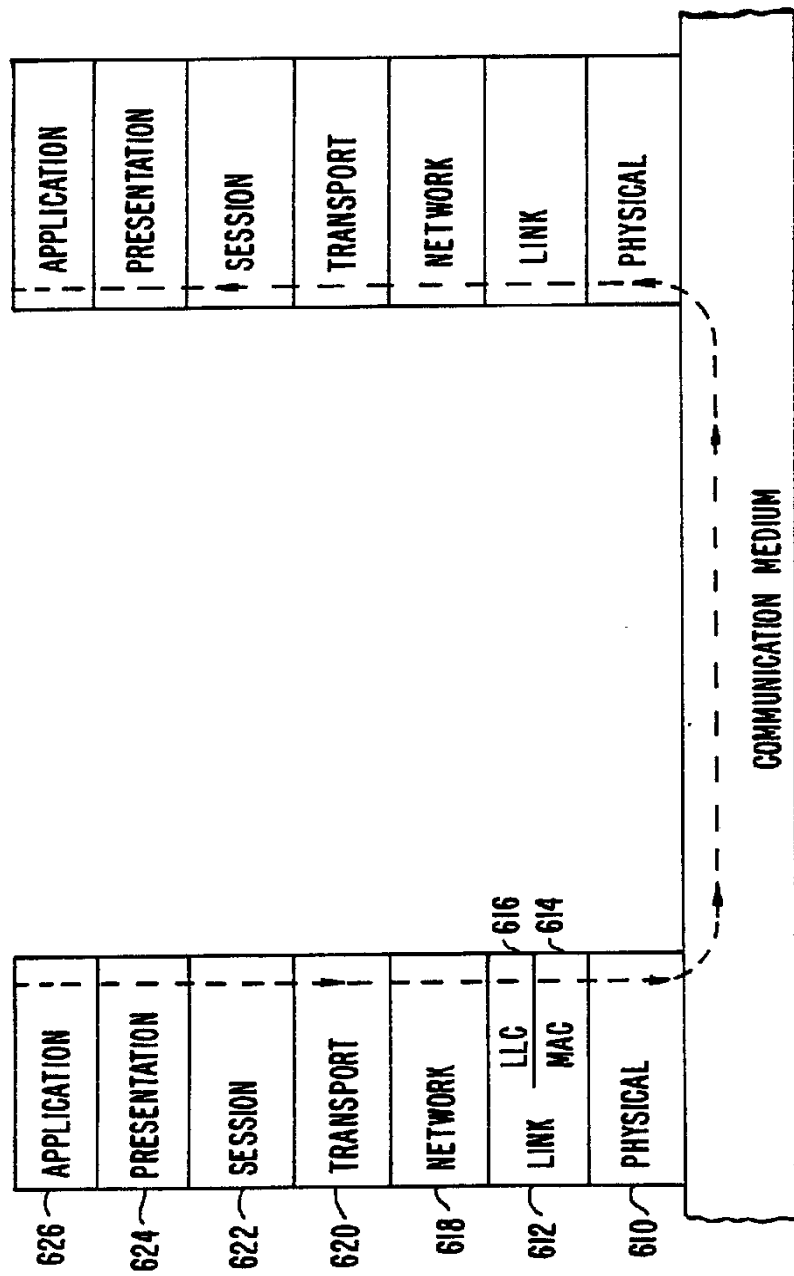 626 APPLICATION
624 PRESENTATION
622 SESSION
620 TRANSPORT
618 NETWORK
612 LINK
LLC 616
MAC 614
610 PHYSICAL
APPLICATION
PRESENTATION
SESSION
TRANSPORT
NETWORK
LINK
PHYSICAL
COMMUNICATION MEDIUM